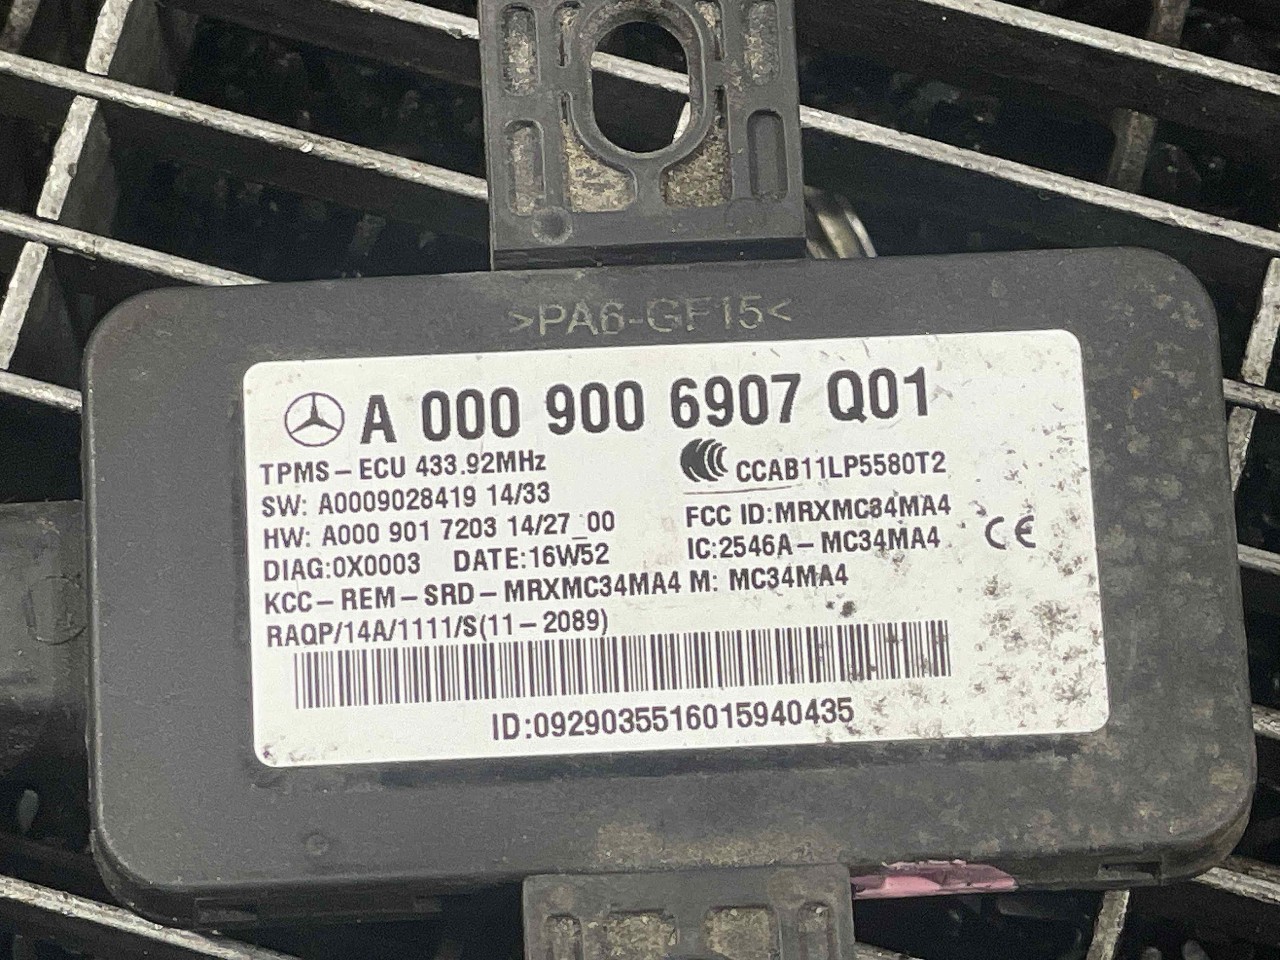 >PA6-GF15<
A 000 900 6907 Q01
TPMS-ECU 433.92MHz
CCAB11LP5580T2
SW: A0009028419 14/33
FCC ID:MRXMC34MA4
HW: A000 901 7203 14/27_00
IC:2546A-MC34MA4
CE
DIAG:0X0003 DATE:16W52
KCC-REM-SRD-MRXMC34MA4 M: MC34MA4
RAQP/14A/1111/S(11-2089)
ID:0929035516015940435